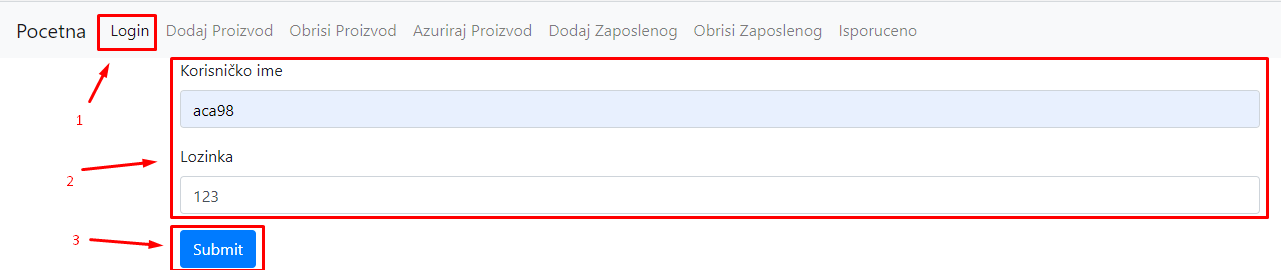 Pocetna Login Dodaj Proizvod Obrisi Proizvod Azuriraj Proizvod Dodaj Zaposlenog Obrisi Zaposlenog Isporuceno
Korisničko ime
1
aca98
Lozinka
2
123
3
Submit